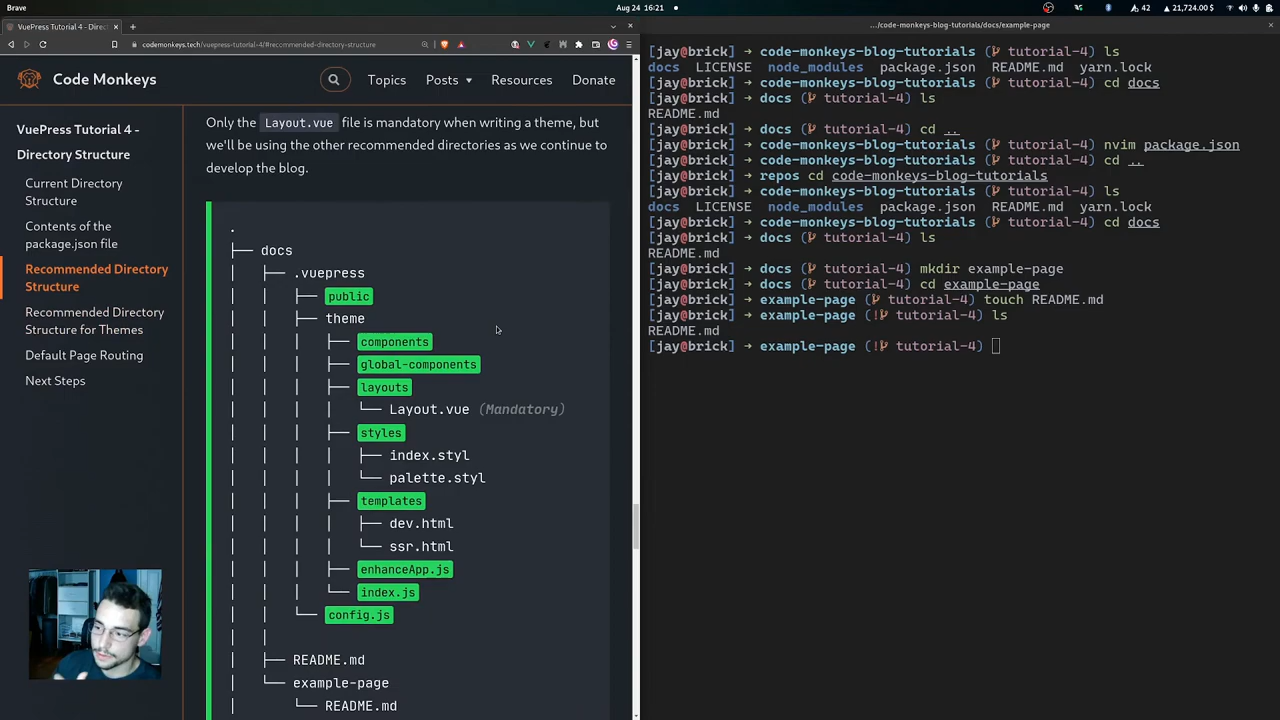 Brave
Aug 24 16:21
42
21,724.00 $
VuePress Tutorial 4 - Direct
codemonkeys.tech/vuepress-tutorial-4/#recommended-directory-structure
Code Monkeys
Topics
Posts
Resources
Donate
VuePress Tutorial 4 -
Directory Structure
Current Directory
Structure
Contents of the
package.json file
Recommended Directory
Structure
Recommended Directory
Structure for Themes
Default Page Routing
Next Steps
Only the Layout.vue file is mandatory when writing a theme, but
we'll be using the other recommended directories as we continue to
develop the blog.
.
├── docs
│ ├── .vuepress
│ │ ├── public
│ │ ├── theme
│ │ │ ├── components
│ │ │ ├── global-components
│ │ │ ├── layouts
│ │ │ │ └── Layout.vue (Mandatory)
│ │ │ ├── styles
│ │ │ │ ├── index.styl
│ │ │ │ └── palette.styl
│ │ │ ├── templates
│ │ │ │ ├── dev.html
│ │ │ │ └── ssr.html
│ │ │ ├── enhanceApp.js
│ │ │ └── index.js
│ │ └── config.js
│ │
│ ├── README.md
│ └── example-page
│ └── README.md
.../code-monkeys-blog-tutorials/docs/example-page
[jay@brick] → code-monkeys-blog-tutorials ( tutorial-4) ls
docs LICENSE node_modules package.json README.md yarn.lock
[jay@brick] → code-monkeys-blog-tutorials ( tutorial-4) cd docs
[jay@brick] → docs ( tutorial-4) ls
README.md
[jay@brick] → docs ( tutorial-4) cd ..
[jay@brick] → code-monkeys-blog-tutorials ( tutorial-4) nvim package.json
[jay@brick] → code-monkeys-blog-tutorials ( tutorial-4) cd ..
[jay@brick] → repos cd code-monkeys-blog-tutorials
[jay@brick] → code-monkeys-blog-tutorials ( tutorial-4) ls
docs LICENSE node_modules package.json README.md yarn.lock
[jay@brick] → code-monkeys-blog-tutorials ( tutorial-4) cd docs
[jay@brick] → docs ( tutorial-4) ls
README.md
[jay@brick] → docs ( tutorial-4) mkdir example-page
[jay@brick] → docs ( tutorial-4) cd example-page
[jay@brick] → example-page ( tutorial-4) touch README.md
[jay@brick] → example-page (! tutorial-4) ls
README.md
[jay@brick] → example-page (! tutorial-4)